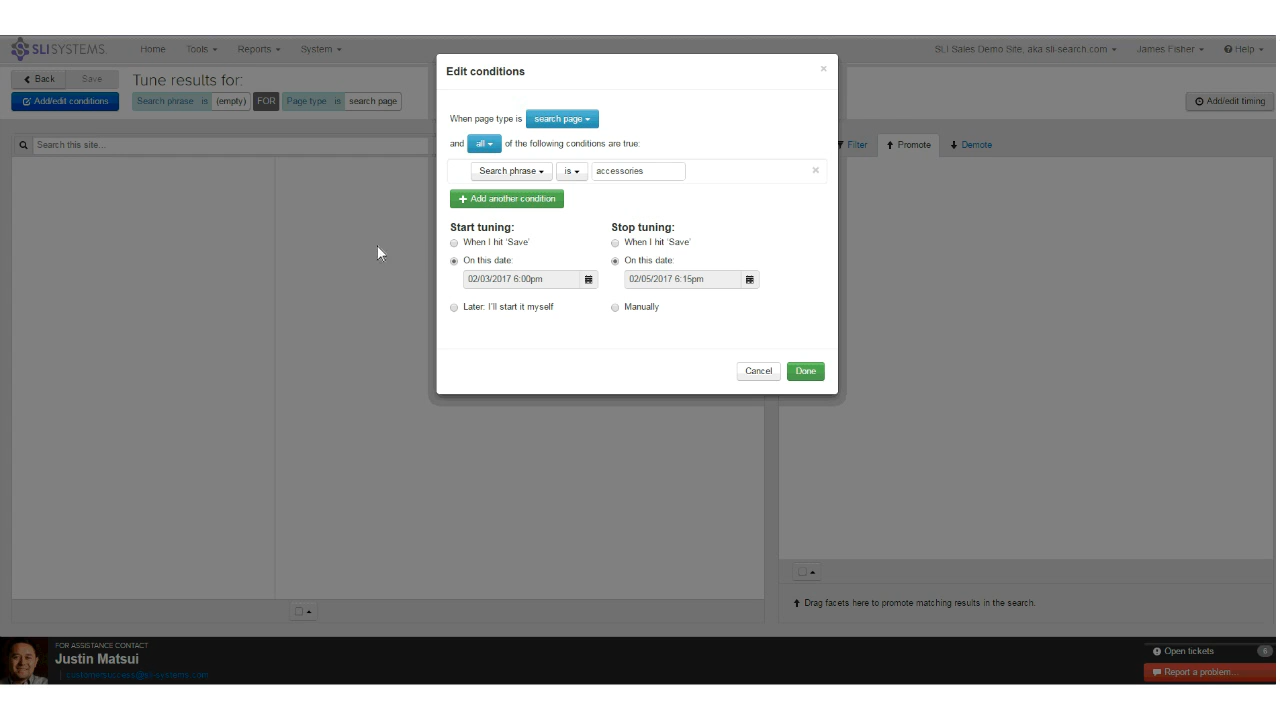 SLI SYSTEMS
Home
Tools
Reports
System
SLI Sales Demo Site, aka sli-search.com
James Fisher
Help
Back
Save
Tune results for:
Add/edit conditions
Search phrase is (empty) FOR Page type is search page
Add/edit timing
Search this site...
Filter
Promote
Demote
Edit conditions
×
When page type is search page
and all of the following conditions are true:
Search phrase is accessories ×
+ Add another condition
Start tuning:
When I hit 'Save'
On this date:
02/03/2017 6:00pm
Later: I'll start it myself
Stop tuning:
When I hit 'Save'
On this date:
02/05/2017 6:15pm
Manually
Cancel
Done
Drag facets here to promote matching results in the search.
FOR ASSISTANCE CONTACT
Justin Matsui
customersuccess@sli-systems.com
Open tickets 6
Report a problem...